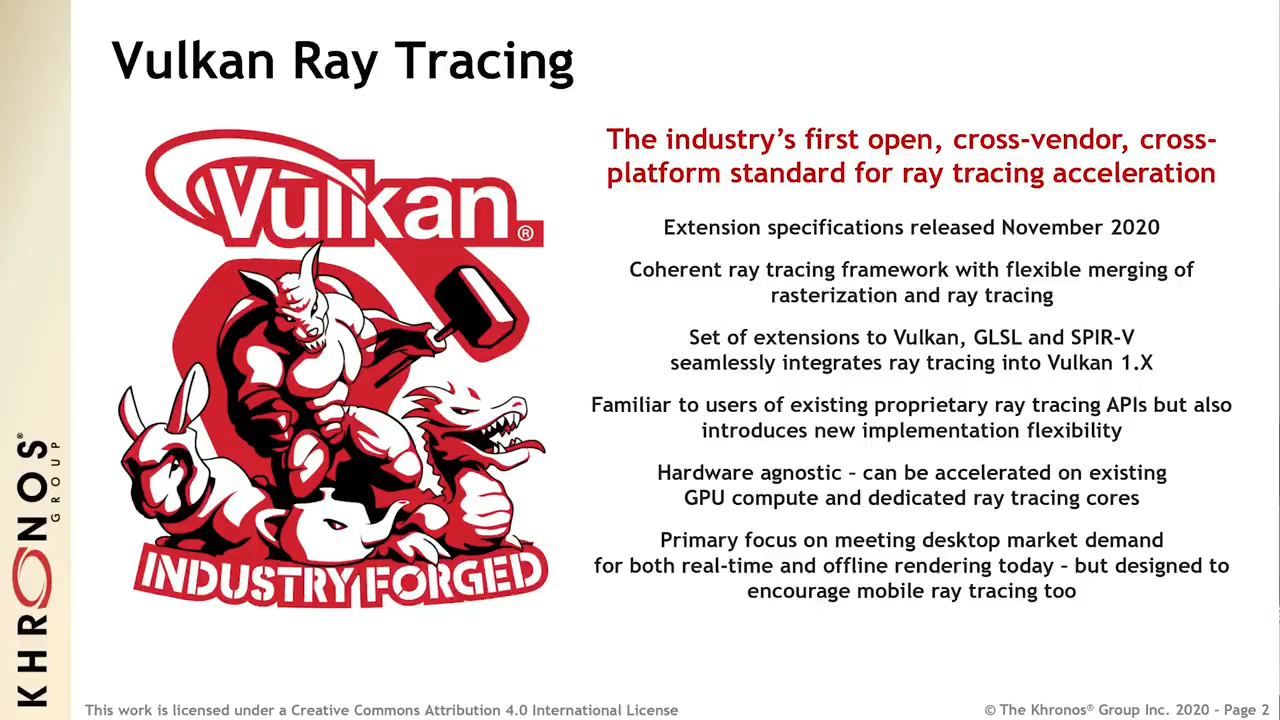 Vulkan Ray Tracing
Vulkan®
INDUSTRY FORGED
The industry's first open, cross-vendor, cross-
platform standard for ray tracing acceleration
Extension specifications released November 2020
Coherent ray tracing framework with flexible merging of
rasterization and ray tracing
Set of extensions to Vulkan, GLSL and SPIR-V
seamlessly integrates ray tracing into Vulkan 1.X
Familiar to users of existing proprietary ray tracing APIs but also
introduces new implementation flexibility
Hardware agnostic – can be accelerated on existing
GPU compute and dedicated ray tracing cores
Primary focus on meeting desktop market demand
for both real-time and offline rendering today – but designed to
encourage mobile ray tracing too
KHRONOS®
GROUP
This work is licensed under a Creative Commons Attribution 4.0 International License
© The Khronos® Group Inc. 2020 - Page 2